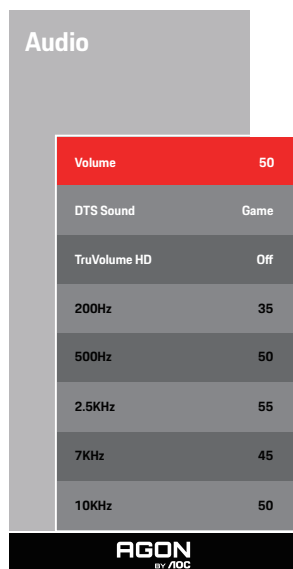 Audio
Volume 50
DTS Sound Game
TruVolume HD Off
200Hz 35
500Hz 50
2.5KHz 55
7KHz 45
10KHz 50
AGON
BY AOC